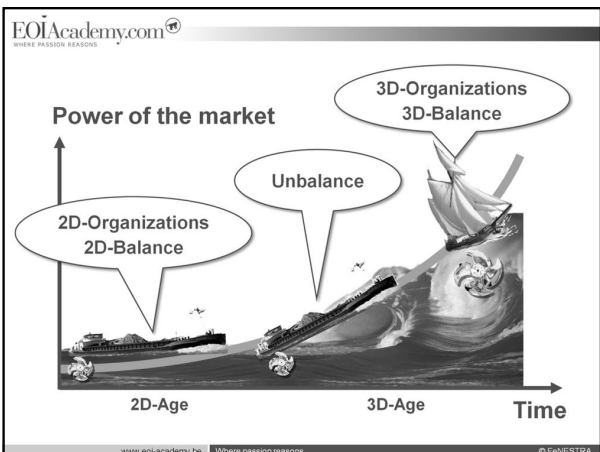 EOIAcademy.com®
WHERE PASSION REASONS
Power of the market
3D-Organizations
3D-Balance
Unbalance
2D-Organizations
2D-Balance
2D-Age
3D-Age
Time
www.eoi-academy.be
Where passion reasons
© FeNESTRA